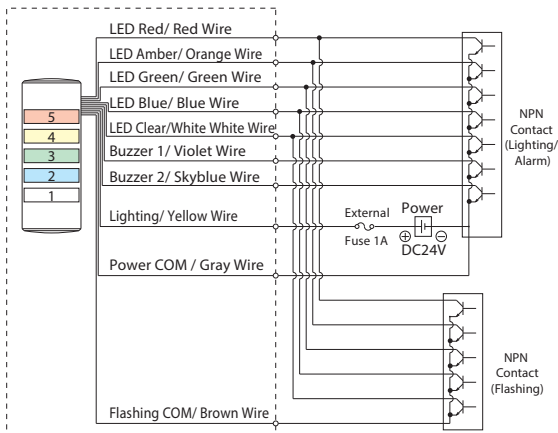 LED Red/ Red Wire
LED Amber/ Orange Wire
LED Green/ Green Wire
LED Blue/ Blue Wire
LED Clear/White White Wire
Buzzer 1/ Violet Wire
Buzzer 2/ Skyblue Wire
Lighting/ Yellow Wire
Power COM / Gray Wire
Flashing COM/ Brown Wire
5
4
3
2
1
External
Fuse 1A
Power
⊕ ⊖
DC24V
NPN
Contact
(Lighting/
Alarm)
NPN
Contact
(Flashing)